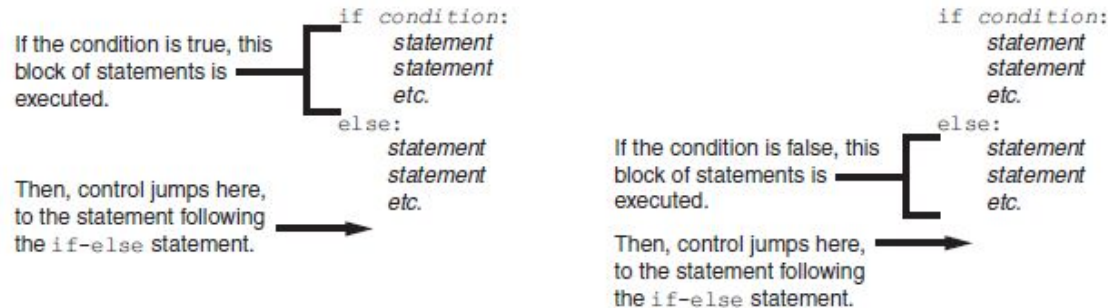 if condition:
If the condition is true, this
statement
block of statements is
statement
executed.
etc.
else:
statement
statement
Then, control jumps here,
etc.
to the statement following
the if-else statement.
if condition:
statement
statement
etc.
else:
If the condition is false, this
statement
block of statements is
statement
executed.
etc.
Then, control jumps here,
to the statement following
the if-else statement.